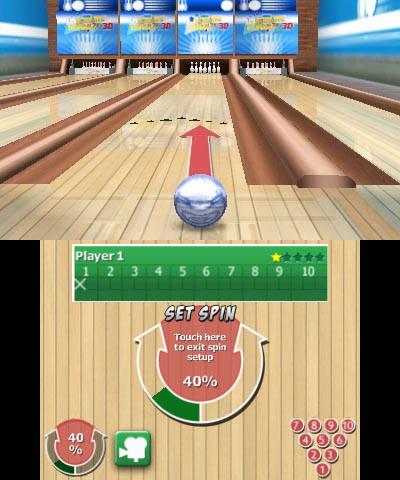 Player 1
1 2 3 4 5 6 7 8 9 10
X
SET SPIN
Touch here
to exit spin
setup
40%
40
%
7 8 9 10
4 5 6
2 3
1